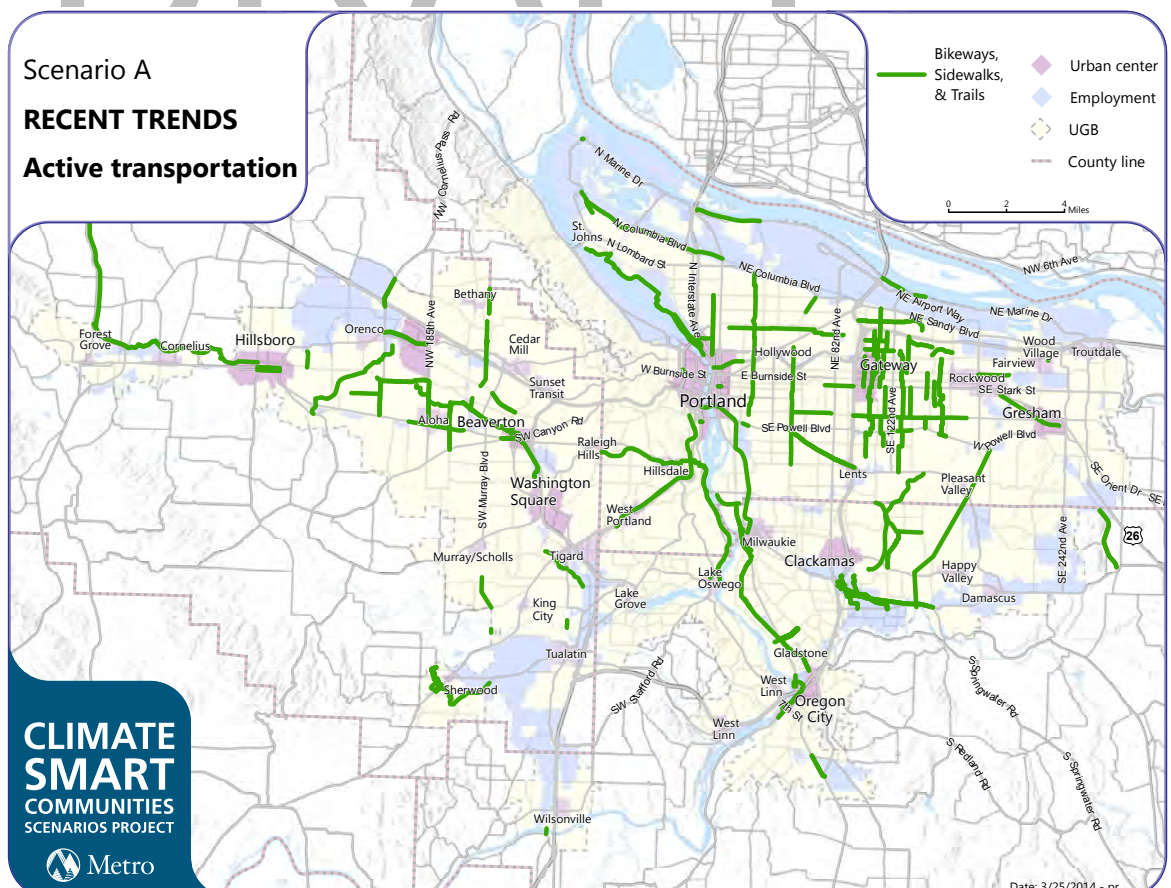 Scenario A
RECENT TRENDS
Active transportation
Bikeways,
Sidewalks,
& Trails
Urban center
Employment
UGB
County line
0 2 4 Miles
NW Cornelius Pass Rd
N Marine Dr
St.
Johns
N Columbia Blvd
N Lombard St
N Interstate Ave
NE Columbia Blvd
NW 6th Ave
NE Airport Way
NE Marine Dr
NE Sandy Blvd
NE 82nd Ave
Bethany
NW 185th Ave
Orenco
Forest
Grove
Cornelius
Hillsboro
Cedar
Mill
Sunset
Transit
W Burnside St
E Burnside St
Hollywood
Gateway
Wood
Village
Troutdale
Fairview
Rockwood
SE Stark St
Gresham
Portland
Aloha
Beaverton
SW Canyon Rd
Raleigh
Hills
SE Powell Blvd
SE 122nd Ave
W Powell Blvd
Hillsdale
Lents
Pleasant
Valley
SE Orient Dr
SE
26
SW Murray Blvd
Washington
Square
West
Portland
Milwaukie
Clackamas
SE 242nd Ave
Murray/Scholls
Tigard
Lake
Oswego
Happy
Valley
Damascus
King
City
Lake
Grove
Tualatin
Gladstone
Sherwood
SW Stafford Rd
West
Linn
7th St
Oregon
City
West
Linn
S Springwater Rd
S Redland Rd
S Springwater Rd
Wilsonville
CLIMATE
SMART
COMMUNITIES
SCENARIOS PROJECT
Metro